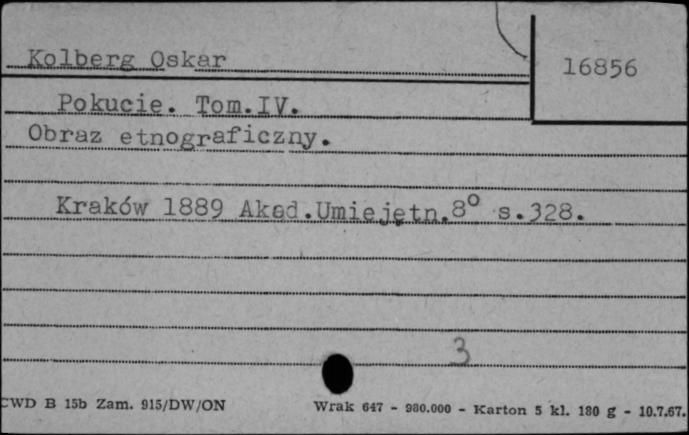 Kolberg Oskar
16856
Pokucie. Tom.IV.
Obraz etnograficzny.
Kraków 1889 Akad.Umiejętn.8° s.328.
3
CWD B 15b Zam. 915/DW/ON
Wrak 647 - 980.000 - Karton 5 kl. 180 g - 10.7.67.